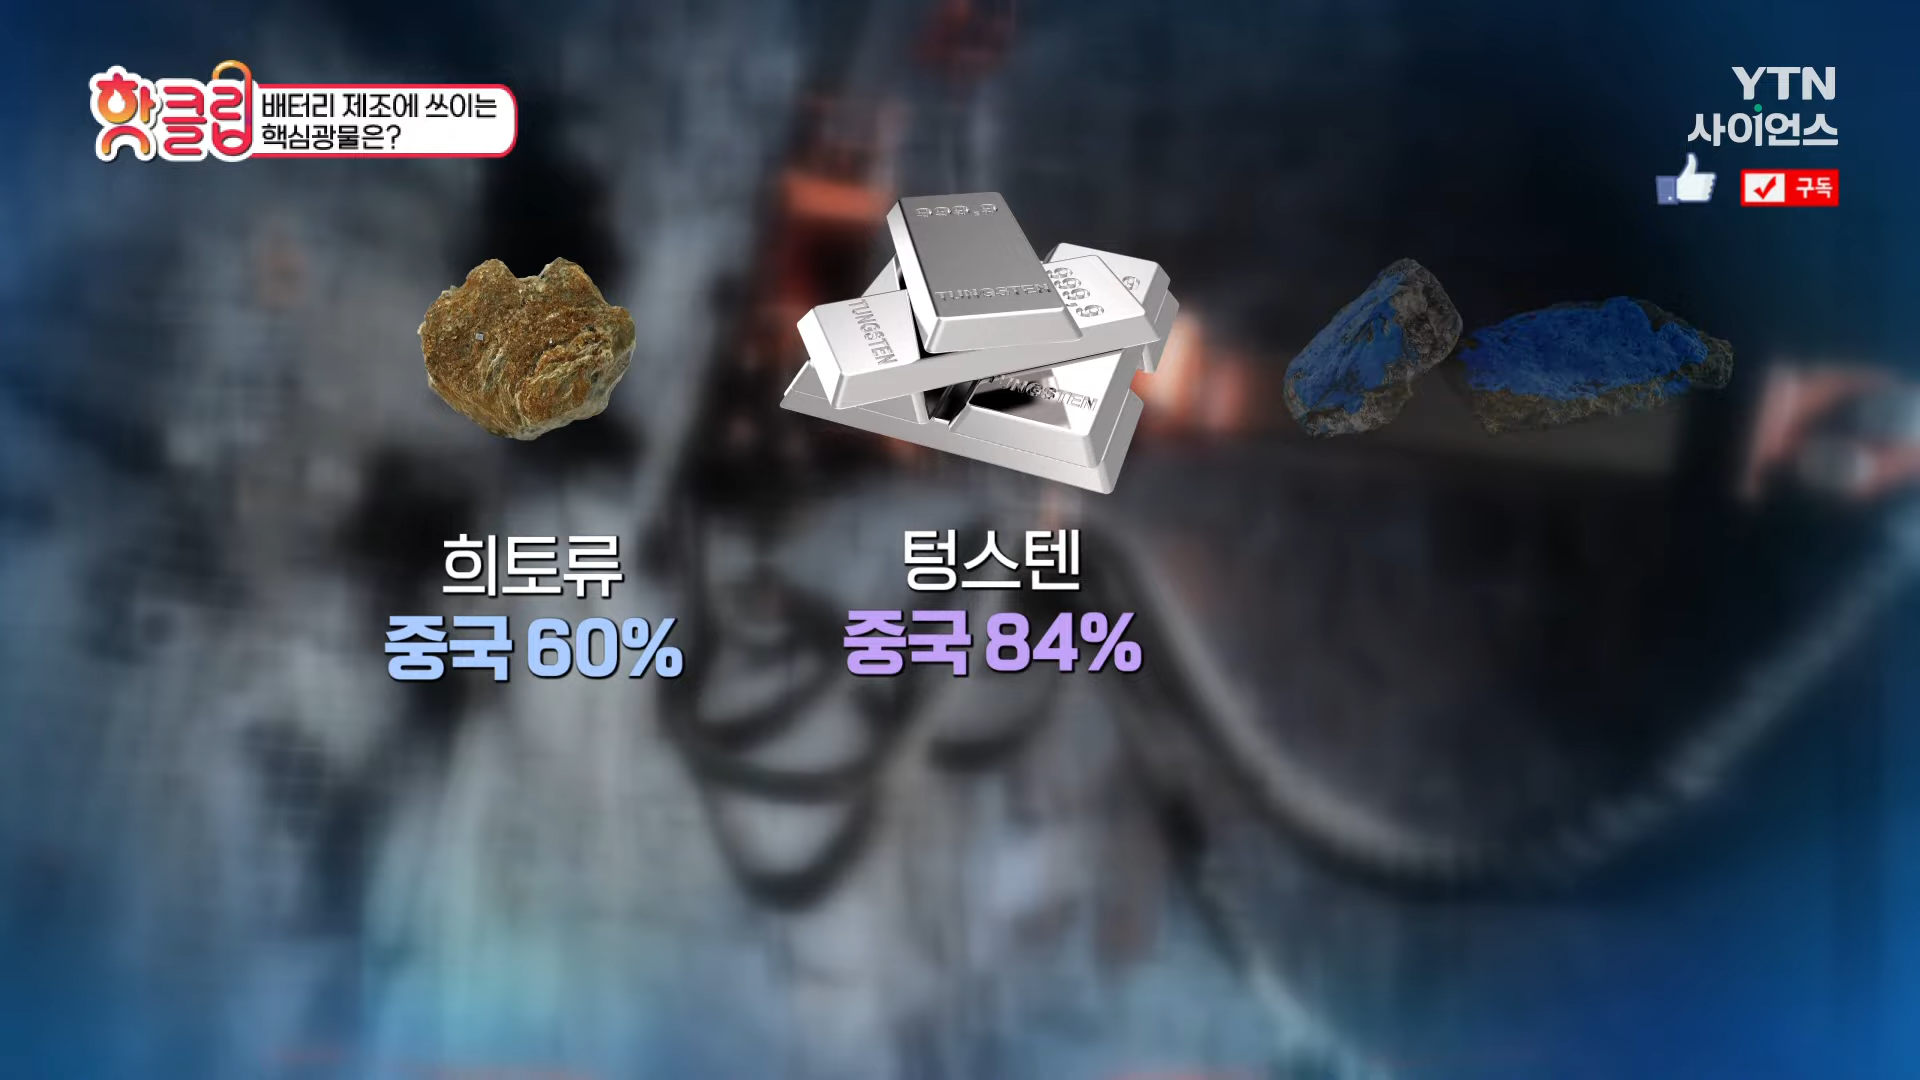 핫클립
배터리 제조에 쓰이는
핵심광물은?
YTN
사이언스
구독
999.9
TUNGSTEN
TUNGSTEN
999.9
TUNGSTEN
희토류
중국 60%
텅스텐
중국 84%